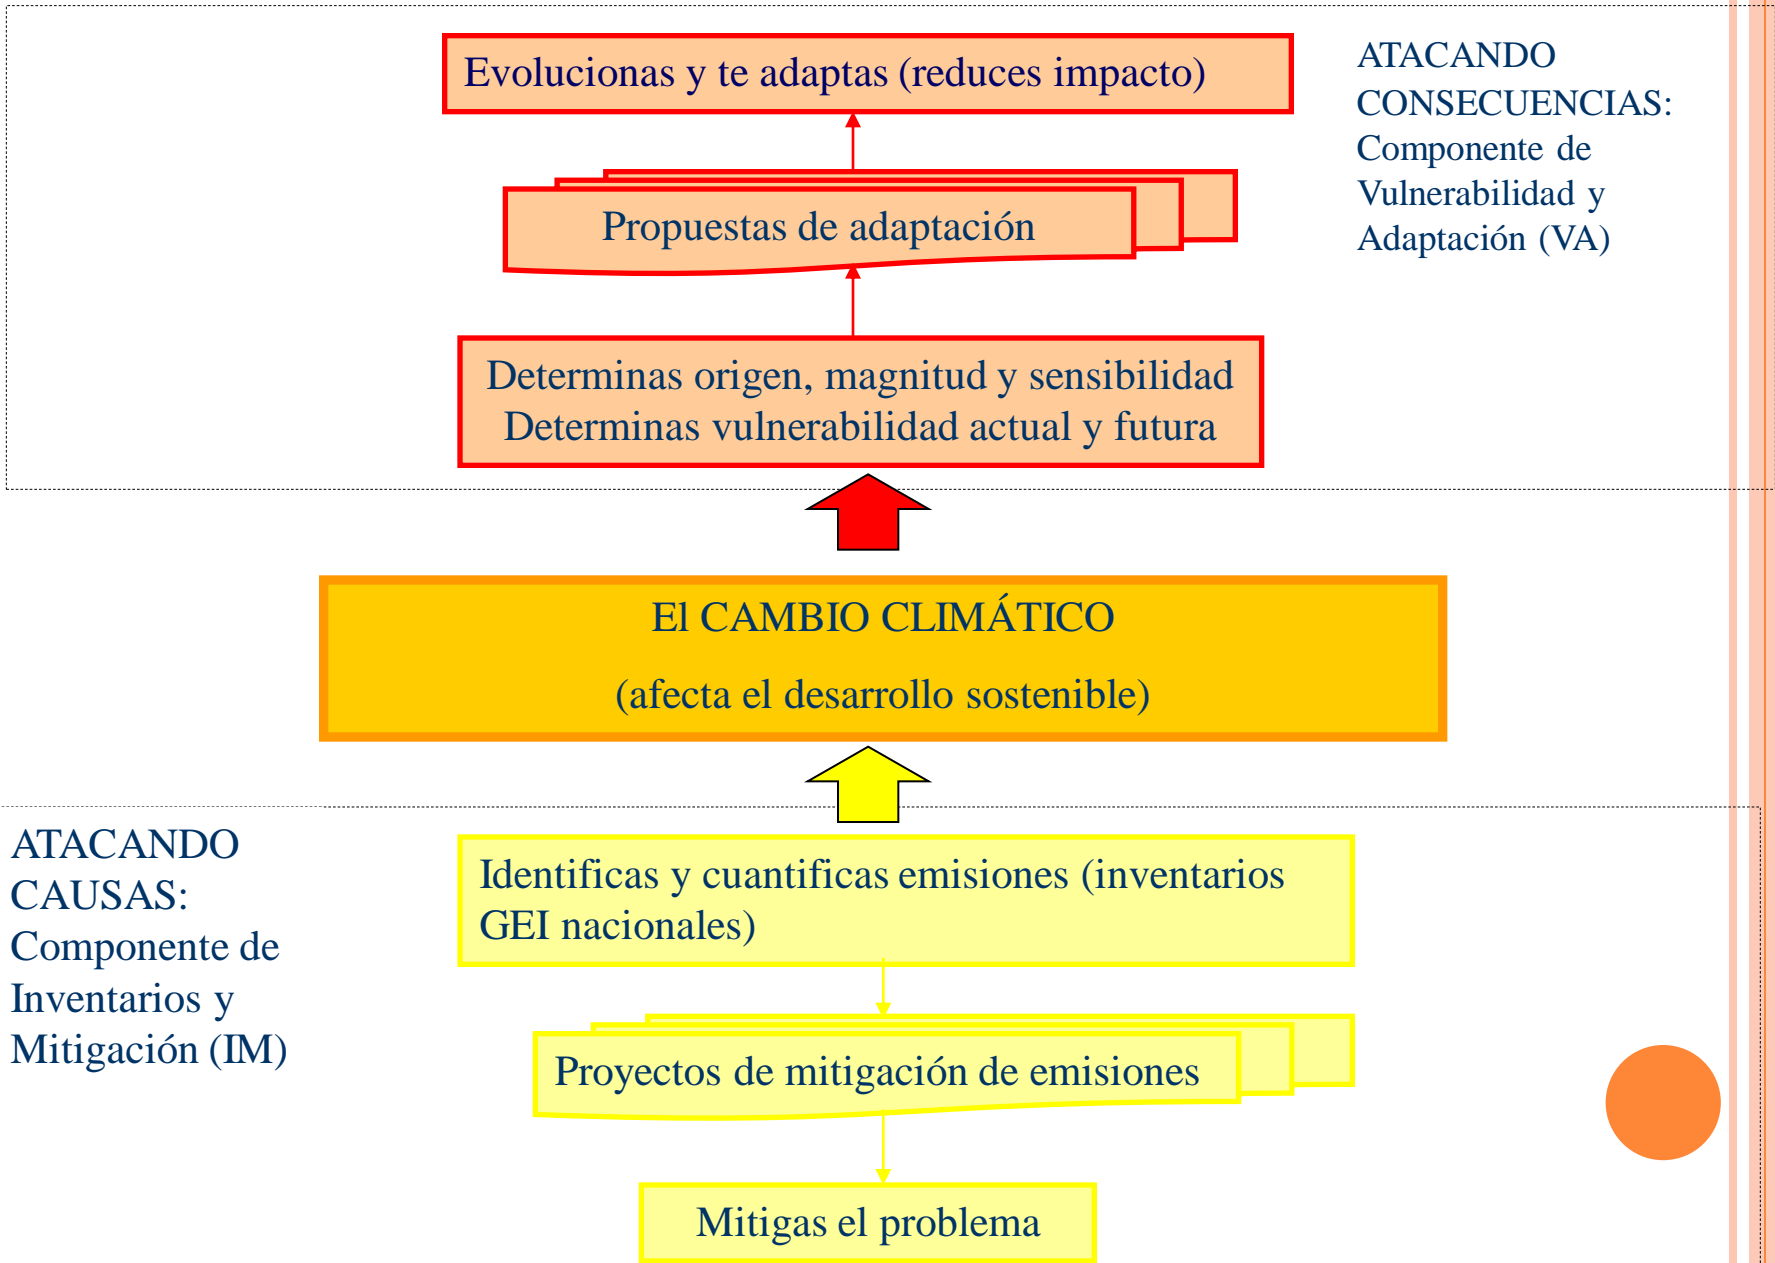 Evolucionas y te adaptas (reduces impacto)
ATACANDO
CONSECUENCIAS:
Componente de
Vulnerabilidad y
Adaptación (VA)
Propuestas de adaptación
Determinas origen, magnitud y sensibilidad
Determinas vulnerabilidad actual y futura
El CAMBIO CLIMÁTICO
(afecta el desarrollo sostenible)
ATACANDO
CAUSAS:
Componente de
Inventarios y
Mitigación (IM)
Identificas y cuantificas emisiones (inventarios
GEI nacionales)
Proyectos de mitigación de emisiones
Mitigas el problema